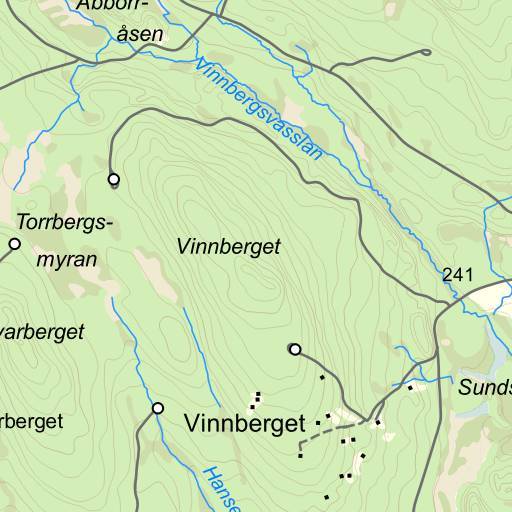 Abborr-
åsen
Vinnbergsvasslan
Torrbergs-
myran
Vinnberget
241
varberget
Sunds
rberget
Vinnberget
Hanse